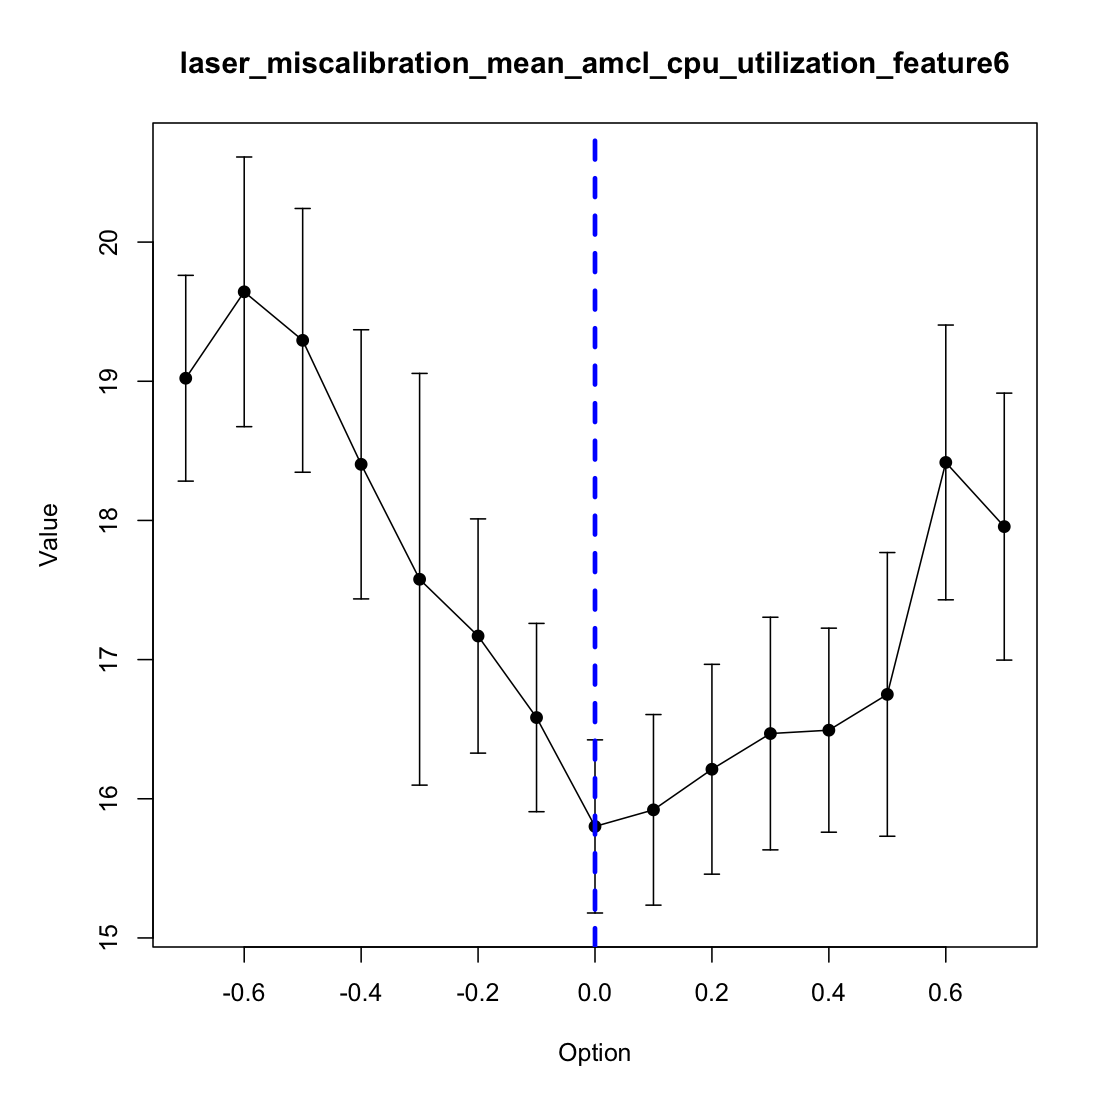 laser_miscalibration_mean_amcl_cpu_utilization_feature6
Value
20
19
18
17
16
15
-0.6 -0.4 -0.2 0.0 0.2 0.4 0.6
Option